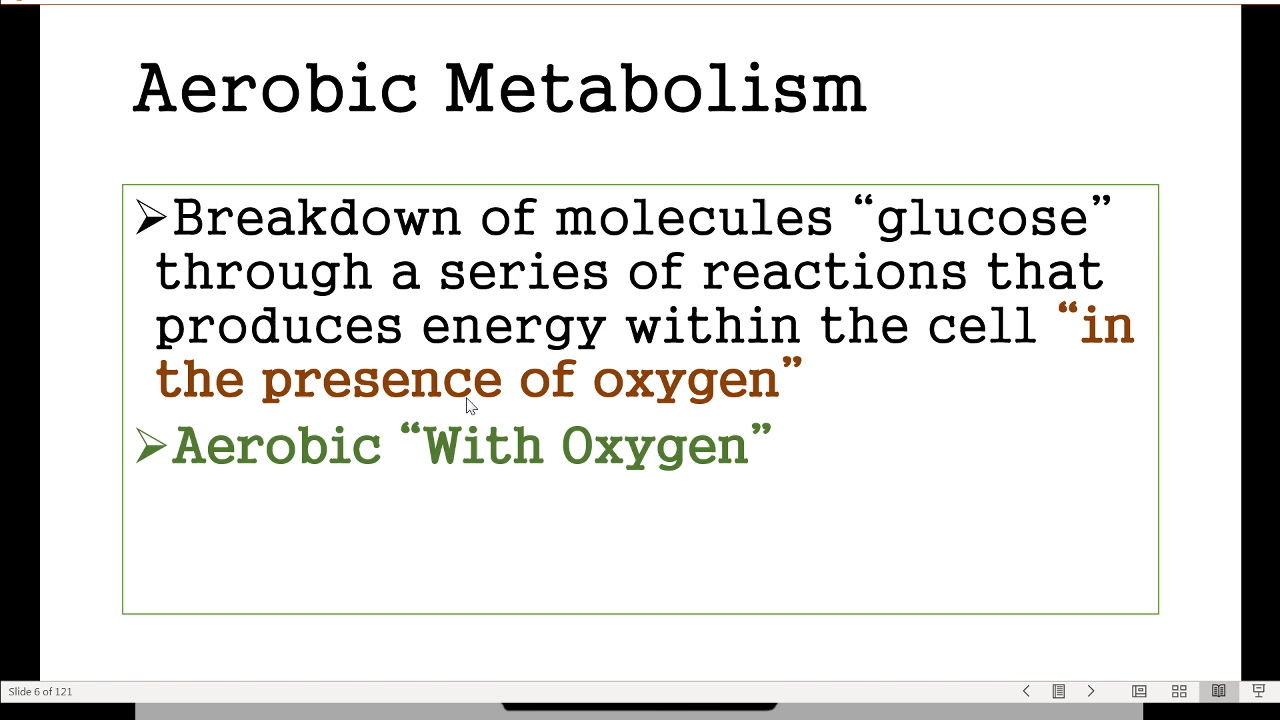 Aerobic Metabolism
➢Breakdown of molecules “glucose”
through a series of reactions that
produces energy within the cell “in
the presence of oxygen”
➢Aerobic “With Oxygen”
Slide 6 of 121